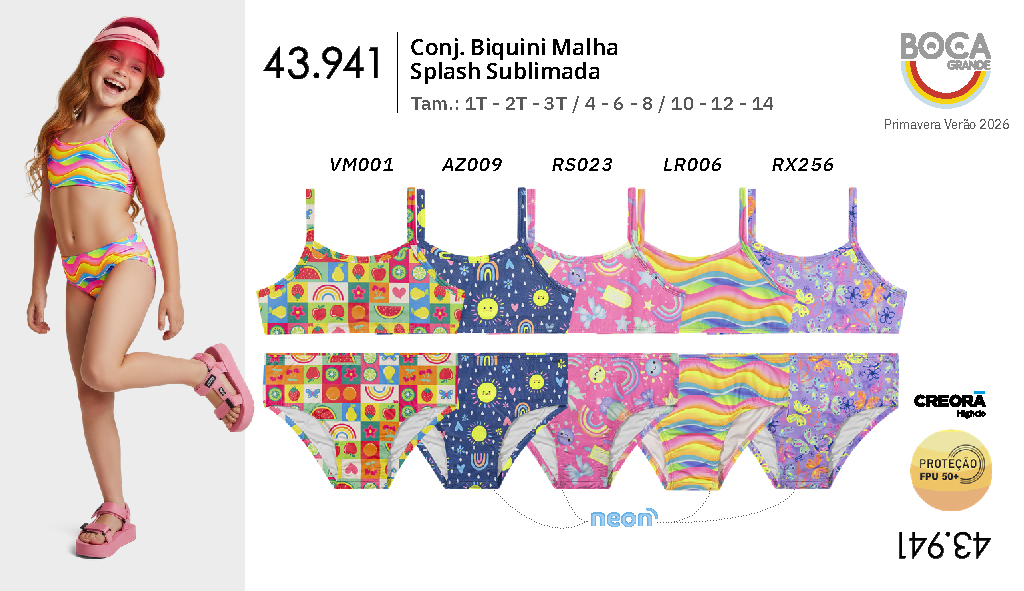 43.941
Conj. Biquini Malha
Splash Sublimada
Tam.: 1T - 2T - 3T / 4 - 6 - 8 / 10 - 12 - 14
BOCA
GRANDE
Primavera Verão 2026
VM001 AZ009 RS023 LR006 RX256
CREORA
Highclo
PROTEÇÃO
FPU 50+
neon
43.941